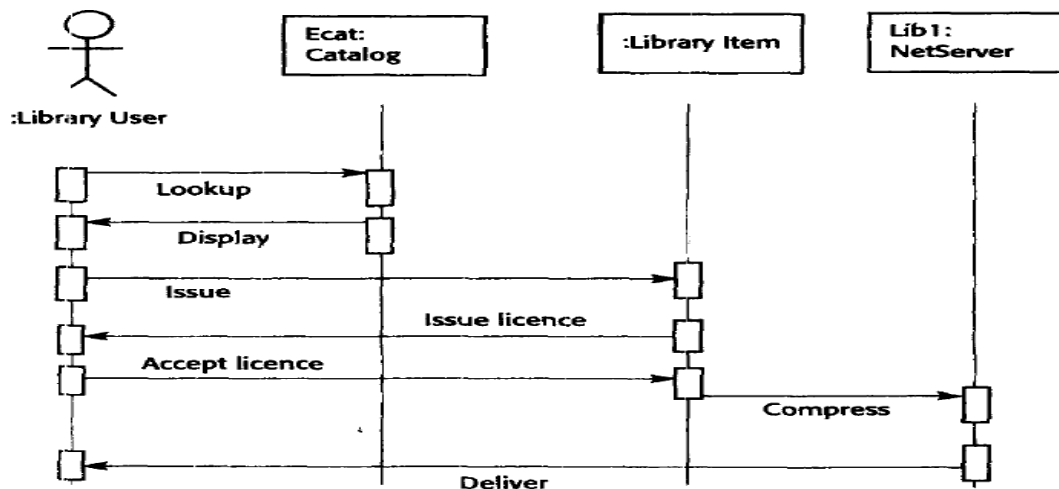 Ecat:
Catalog
:Library Item
Lib1:
NetServer
:Library User
Lookup
Display
Issue
Issue licence
Accept licence
Compress
Deliver